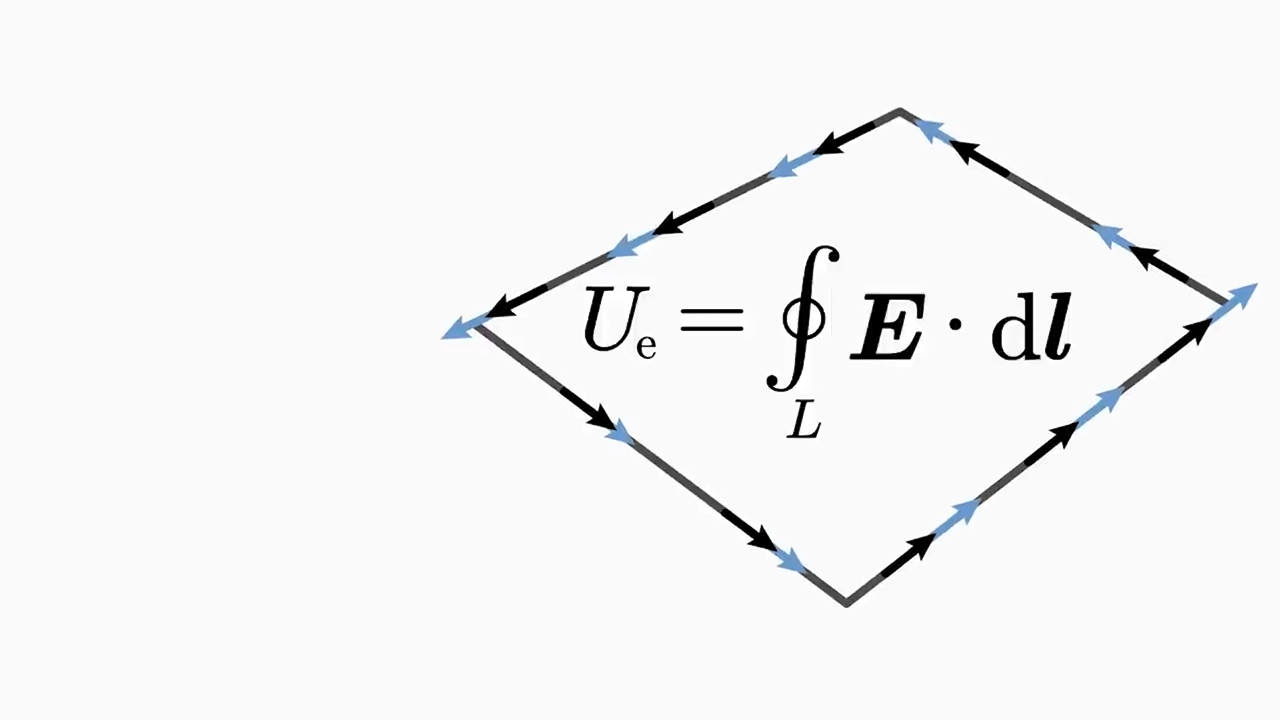 U_e = ∮_L E · dl